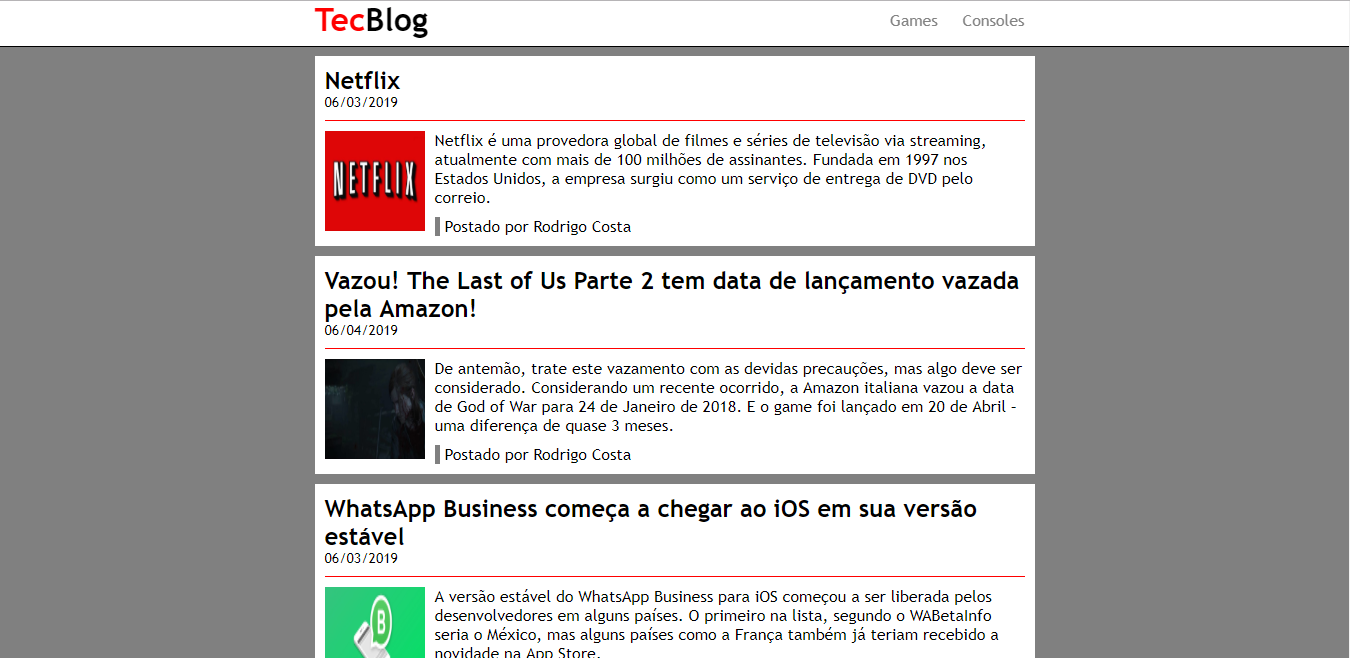 TecBlog
Games Consoles
Netflix
06/03/2019
NETFLIX
Netflix é uma provedora global de filmes e séries de televisão via streaming,
atualmente com mais de 100 milhões de assinantes. Fundada em 1997 nos
Estados Unidos, a empresa surgiu como um serviço de entrega de DVD pelo
correio.
Postado por Rodrigo Costa
Vazou! The Last of Us Parte 2 tem data de lançamento vazada
pela Amazon!
06/04/2019
De antemão, trate este vazamento com as devidas precauções, mas algo deve ser
considerado. Considerando um recente ocorrido, a Amazon italiana vazou a data
de God of War para 24 de Janeiro de 2018. E o game foi lançado em 20 de Abril –
uma diferença de quase 3 meses.
Postado por Rodrigo Costa
WhatsApp Business começa a chegar ao iOS em sua versão
estável
06/03/2019
B
A versão estável do WhatsApp Business para iOS começou a ser liberada pelos
desenvolvedores em alguns países. O primeiro na lista, segundo o WABetaInfo
seria o México, mas alguns países como a França também já teriam recebido a
novidade na App Store.